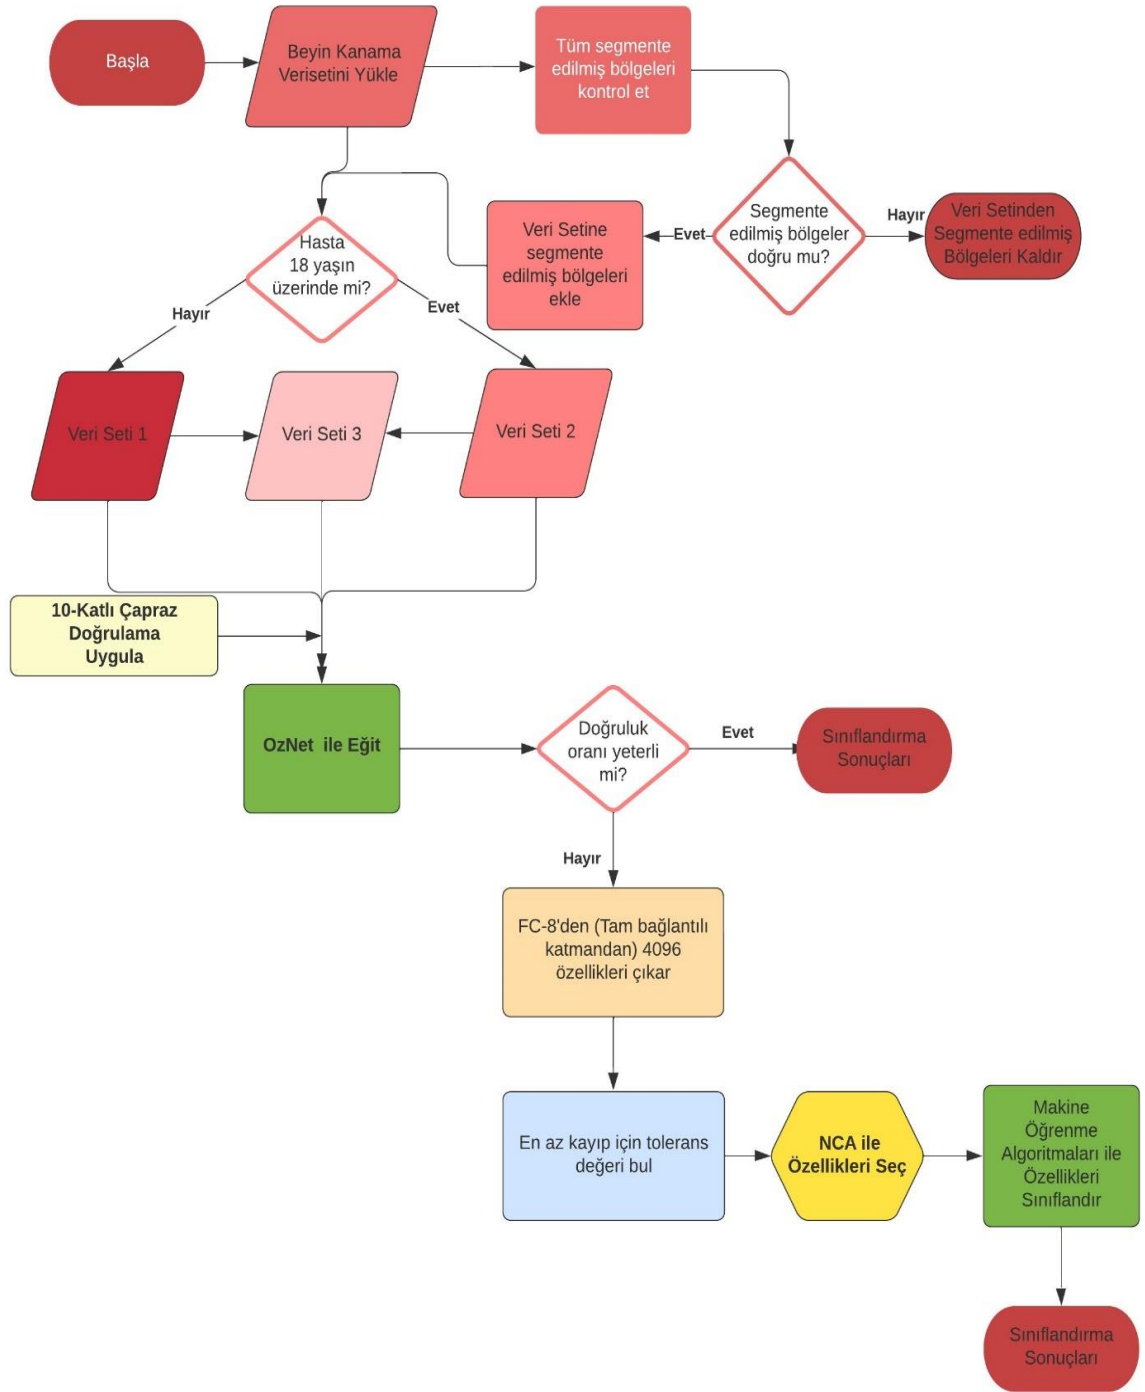 Başla
Beyin Kanama
Verisetini Yükle
Tüm segmente
edilmiş bölgeleri
kontrol et
Segmente
edilmiş bölgeler
doğru mu?
Hayır
Veri Setinden
Segmente edilmiş
Bölgeleri Kaldır
Evet
Veri Setine
segmente
edilmiş bölgeleri
ekle
Hasta
18 yaşın
üzerinde mi?
Hayır
Evet
Veri Seti 1
Veri Seti 3
Veri Seti 2
10-Katlı Çapraz
Doğrulama
Uygula
OzNet ile Eğit
Doğruluk
oranı yeterli
mi?
Evet
Sınıflandırma
Sonuçları
Hayır
FC-8'den (Tam bağlantılı
katmandan) 4096
özellikleri çıkar
En az kayıp için tolerans
değeri bul
NCA ile
Özellikleri Seç
Makine
Öğrenme
Algoritmaları ile
Özellikleri
Sınıflandır
Sınıflandırma
Sonuçları